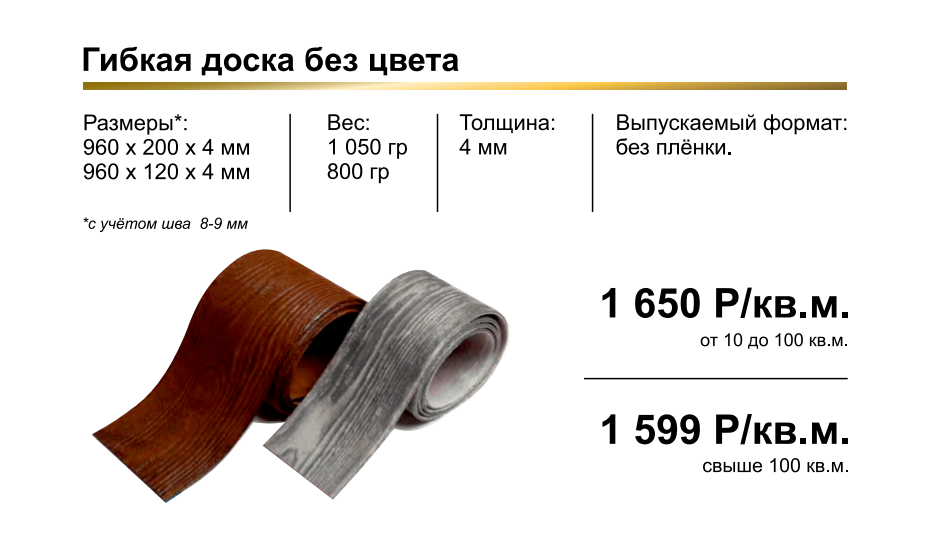 Гибкая доска без цвета
Размеры*:
960 х 200 х 4 мм
960 х 120 х 4 мм
*с учётом шва 8-9 мм
Вес:
1 050 гр
800 гр
Толщина:
4 мм
Выпускаемый формат:
без плёнки.
1 650 Р/кв.м.
от 10 до 100 кв.м.
1 599 Р/кв.м.
свыше 100 кв.м.